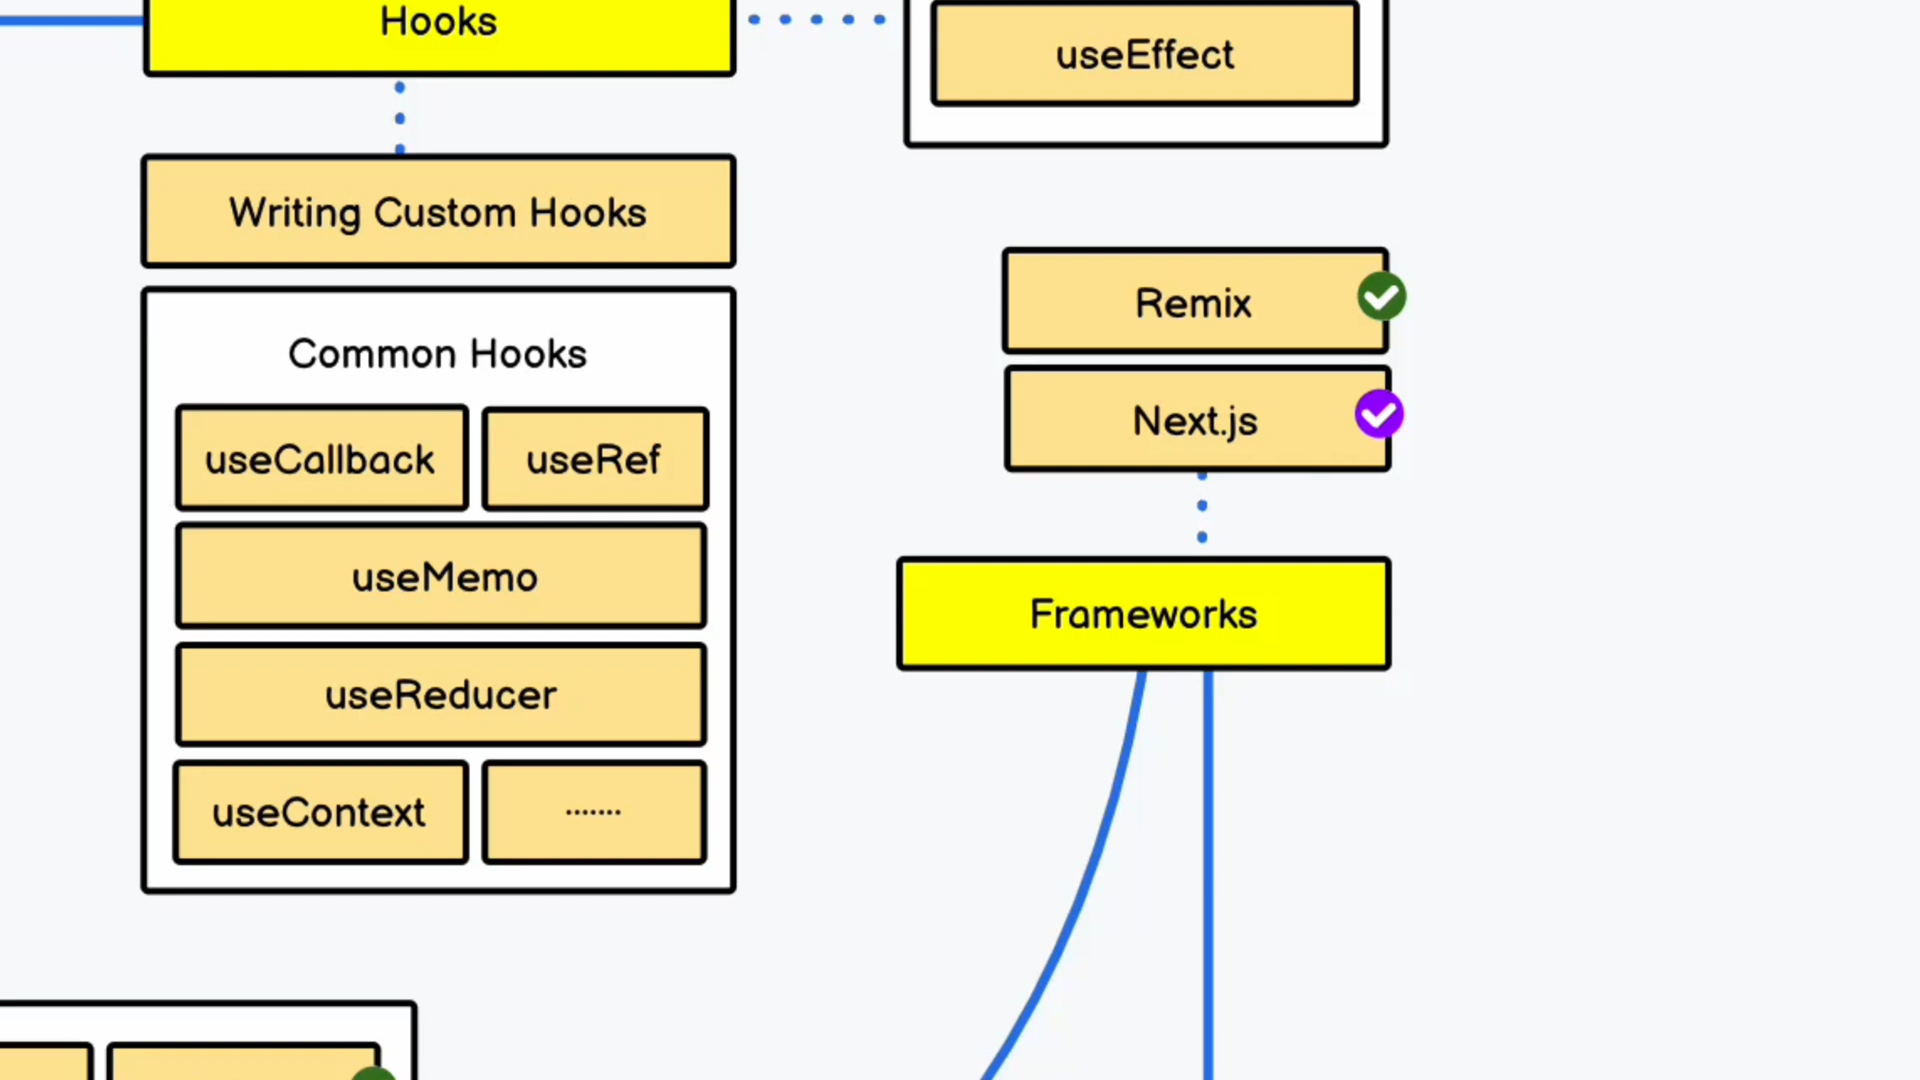 Hooks
useEffect
Writing Custom Hooks
Common Hooks
useCallback
useRef
useMemo
useReducer
useContext
.......
Remix
Next.js
Frameworks